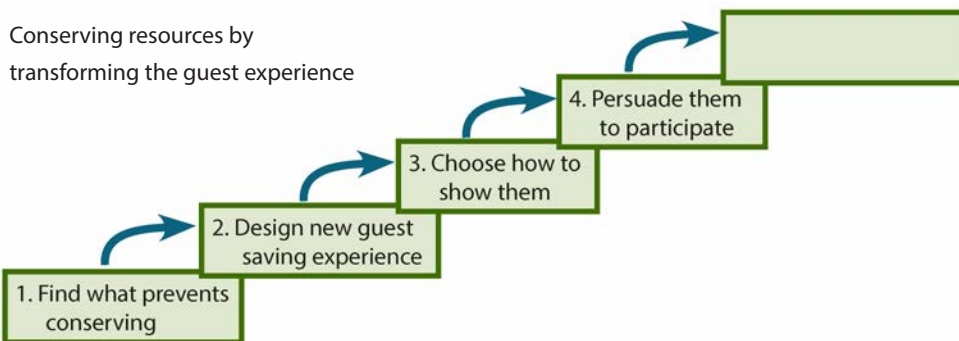 Conserving resources by
transforming the guest experience
1. Find what prevents
conserving
2. Design new guest
saving experience
3. Choose how to
show them
4. Persuade them
to participate